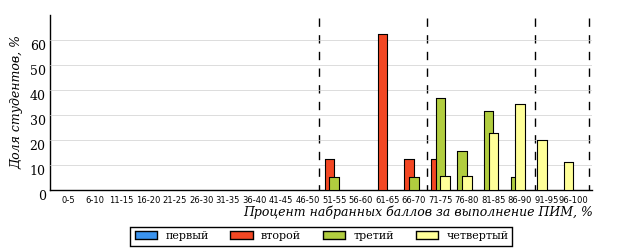 Доля студентов, %
60
50
40
30
20
10
0
0-5 6-10 11-15 16-20 21-25 26-30 31-35 36-40 41-45 46-50 51-55 56-60 61-65 66-70 71-75 76-80 81-85 86-90 91-95 96-100
Процент набранных баллов за выполнение ПИМ, %
первый второй третий четвертый